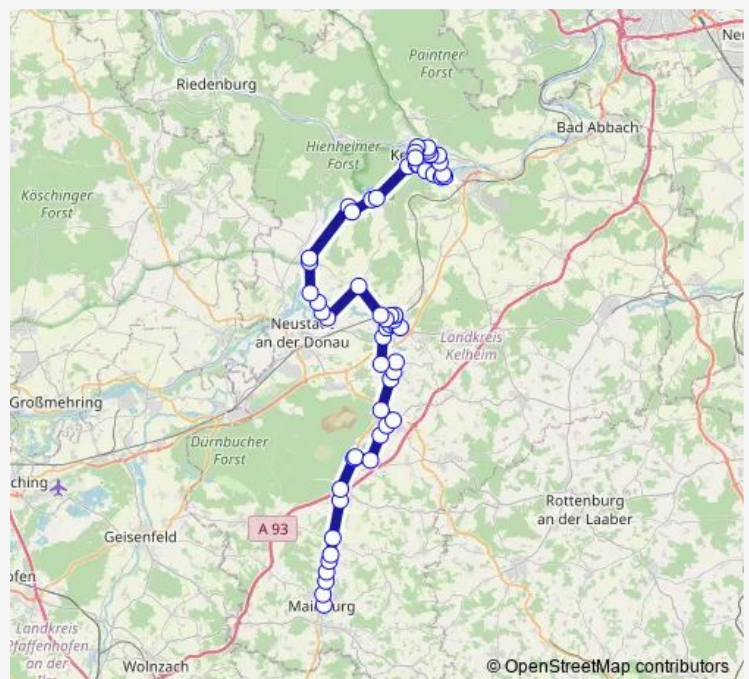 Paintner
Forst
Riedenburg
Bad Abbach
Hienheimer
Forst
Köschinger
Forst
Landkreis
Kelheim
an der Donau
Großmehring
Dürnbucher
Forst
Rottenburg
an der Laaber
A 93
Geisenfeld
Landkreis
Pfaffenhofen
an der
Ilm
Wolnzach
© OpenStreetMap contributors